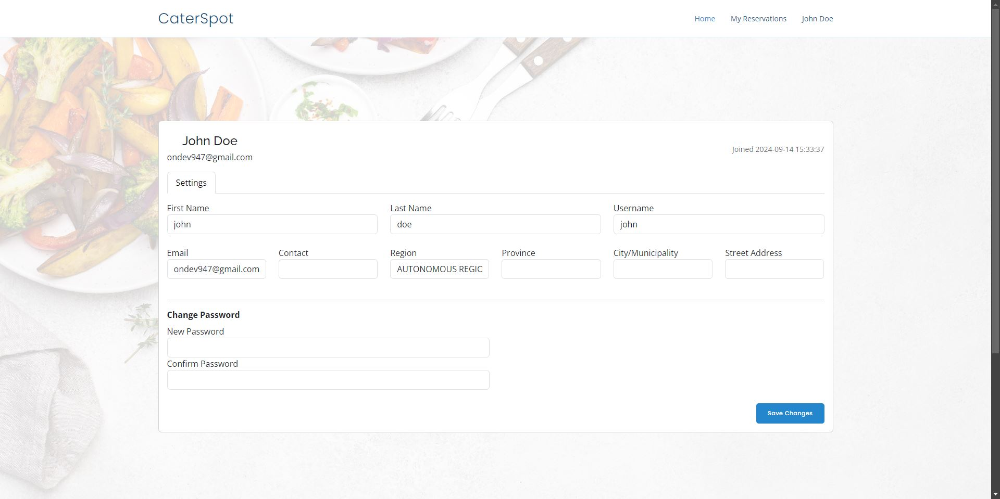 CaterSpot
Home My Reservations John Doe
John Doe
ondev947@gmail.com
Joined 2024-09-14 15:33:37
Settings
First Name Last Name Username
john doe john
Email Contact Region Province City/Municipality Street Address
ondev947@gmail.com AUTONOMOUS REGIO
Change Password
New Password
Confirm Password
Save Changes